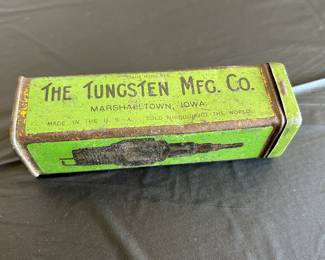 THE TUNGSTEN MFG. CO.
MARSHALLTOWN, IOWA.
MADE IN THE U. S. A. SOLD THROUGHOUT THE WORLD.